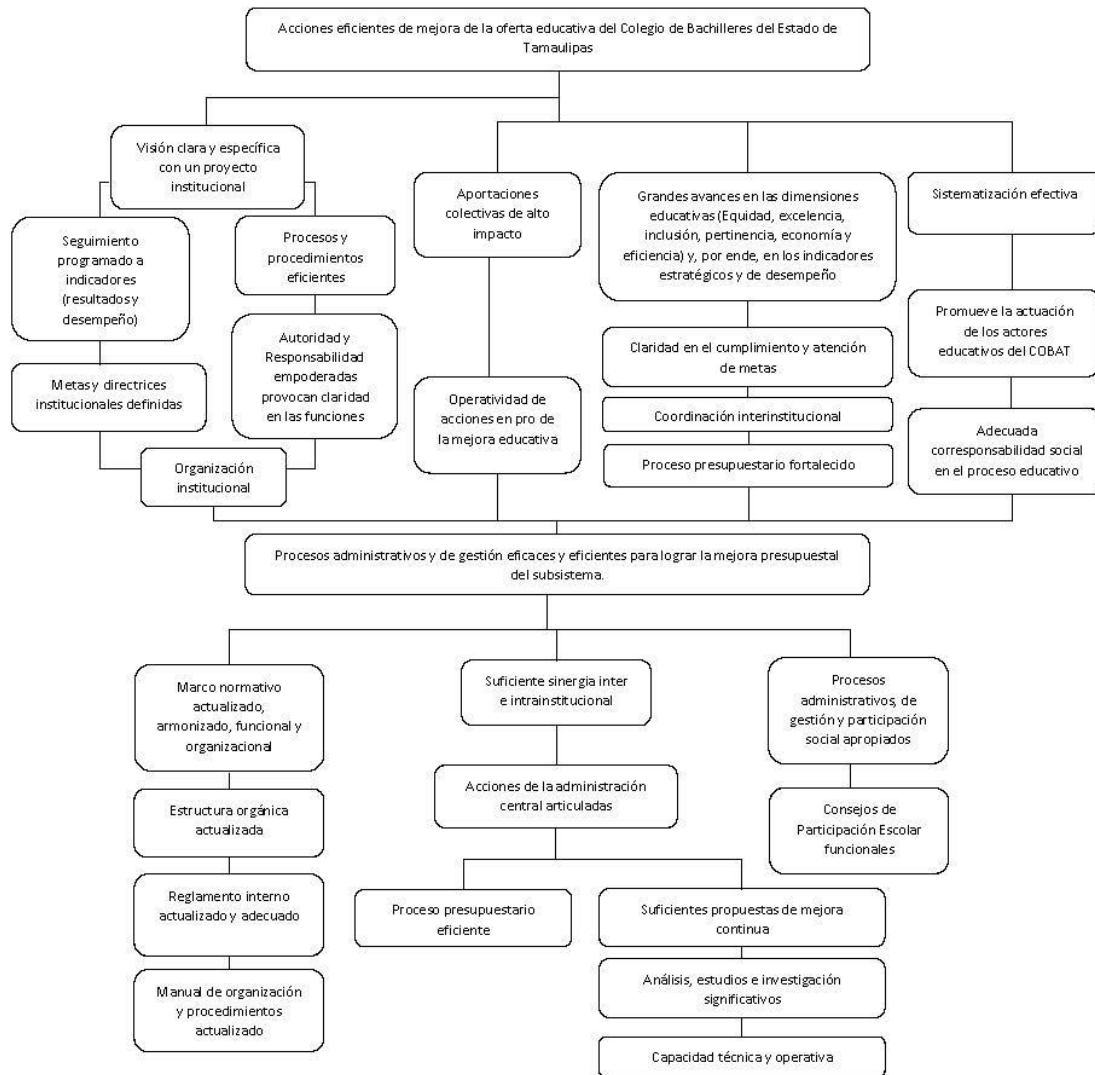 Acciones eficientes de mejora de la oferta educativa del Colegio de Bachilleres del Estado de
Tamaulipas
Visión clara y específica
con un proyecto
institucional
Aportaciones
colectivas de alto
impacto
Grandes avances en las dimensiones
educativas (Equidad, excelencia,
inclusión, pertinencia, economía y
eficiencia) y, por ende, en los indicadores
estratégicos y de desempeño
Sistematización efectiva
Seguimiento
programado a
indicadores
(resultados y
desempeño)
Procesos y
procedimientos
eficientes
Promueve la actuación
de los actores
educativos del COBAT
Autoridad y
Responsabilidad
empoderadas
provocan claridad
en las funciones
Claridad en el cumplimiento y atención
de metas
Metas y directrices
institucionales definidas
Operatividad de
acciones en pro de
la mejora educativa
Coordinación interinstitucional
Adecuada
corresponsabilidad social
en el proceso educativo
Organización
institucional
Proceso presupuestario fortalecido
Procesos administrativos y de gestión eficaces y eficientes para lograr la mejora presupuestal
del subsistema.
Marco normativo
actualizado,
armonizado, funcional y
organizacional
Suficiente sinergia inter
e intrainstitucional
Procesos
administrativos, de
gestión y participación
social apropiados
Estructura orgánica
actualizada
Acciones de la administración
central articuladas
Consejos de
Participación Escolar
funcionales
Reglamento interno
actualizado y adecuado
Proceso presupuestario
eficiente
Suficientes propuestas de mejora
continua
Manual de organización
y procedimientos
actualizado
Análisis, estudios e investigación
significativos
Capacidad técnica y operativa